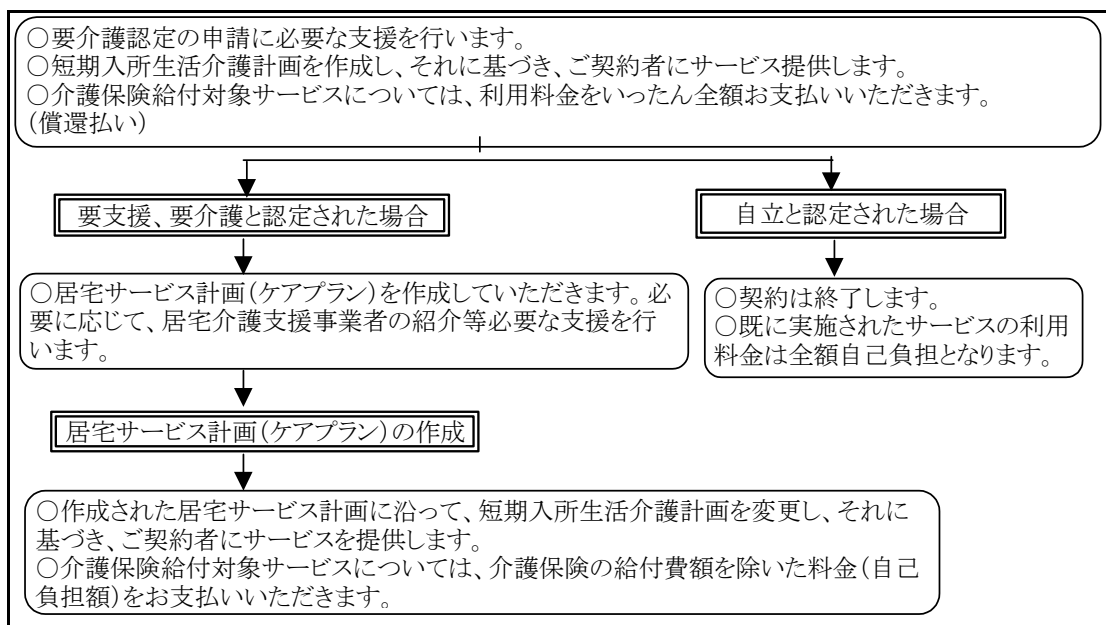 ○要介護認定の申請に必要な支援を行います。
○短期入所生活介護計画を作成し、それに基づき、ご契約者にサービス提供します。
○介護保険給付対象サービスについては、利用料金をいったん全額お支払いいただきます。
(償還払い)
要支援、要介護と認定された場合
自立と認定された場合
○居宅サービス計画(ケアプラン)を作成していただきます。必
要に応じて、居宅介護支援事業者の紹介等必要な支援を行
います。
○契約は終了します。
○既に実施されたサービスの利用
料金は全額自己負担となります。
居宅サービス計画(ケアプラン)の作成
○作成された居宅サービス計画に沿って、短期入所生活介護計画を変更し、それに
基づき、ご契約者にサービスを提供します。
○介護保険給付対象サービスについては、介護保険の給付費額を除いた料金(自己
負担額)をお支払いいただきます。